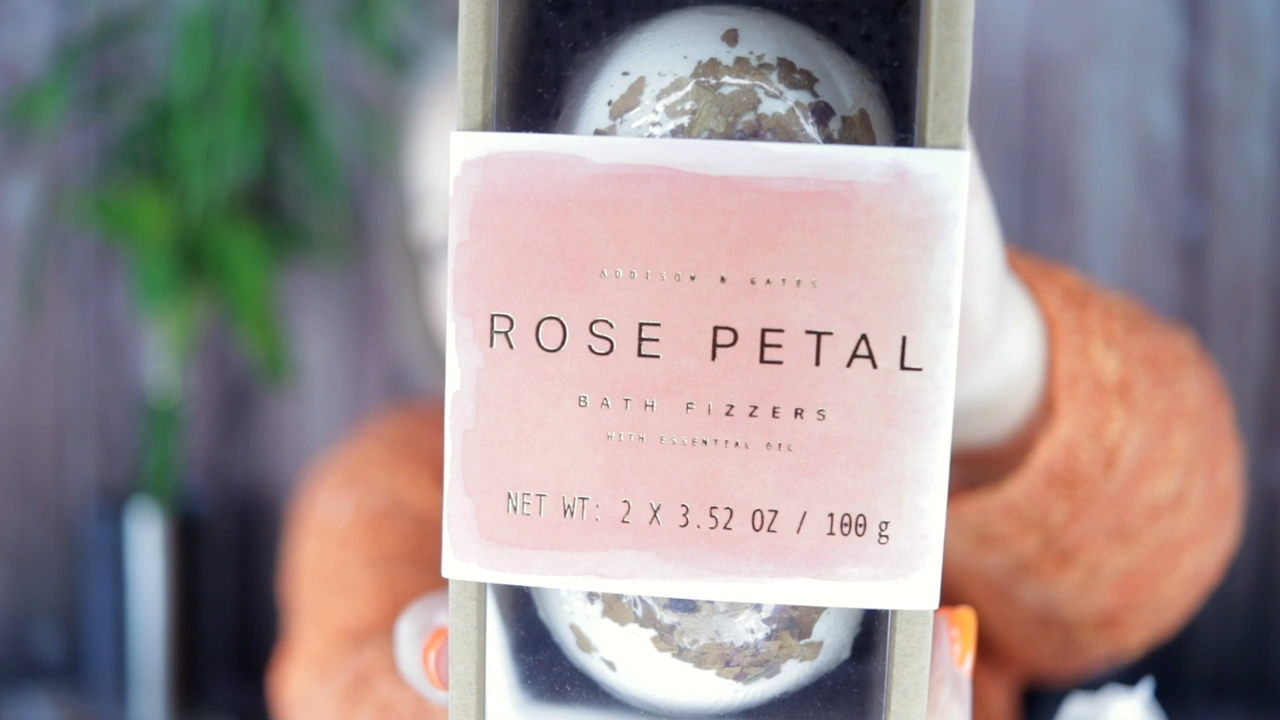 ADDISON & GATES
ROSE PETAL
BATH FIZZERS
WITH ESSENTIAL OIL
NET WT: 2 X 3.52 OZ / 100 g